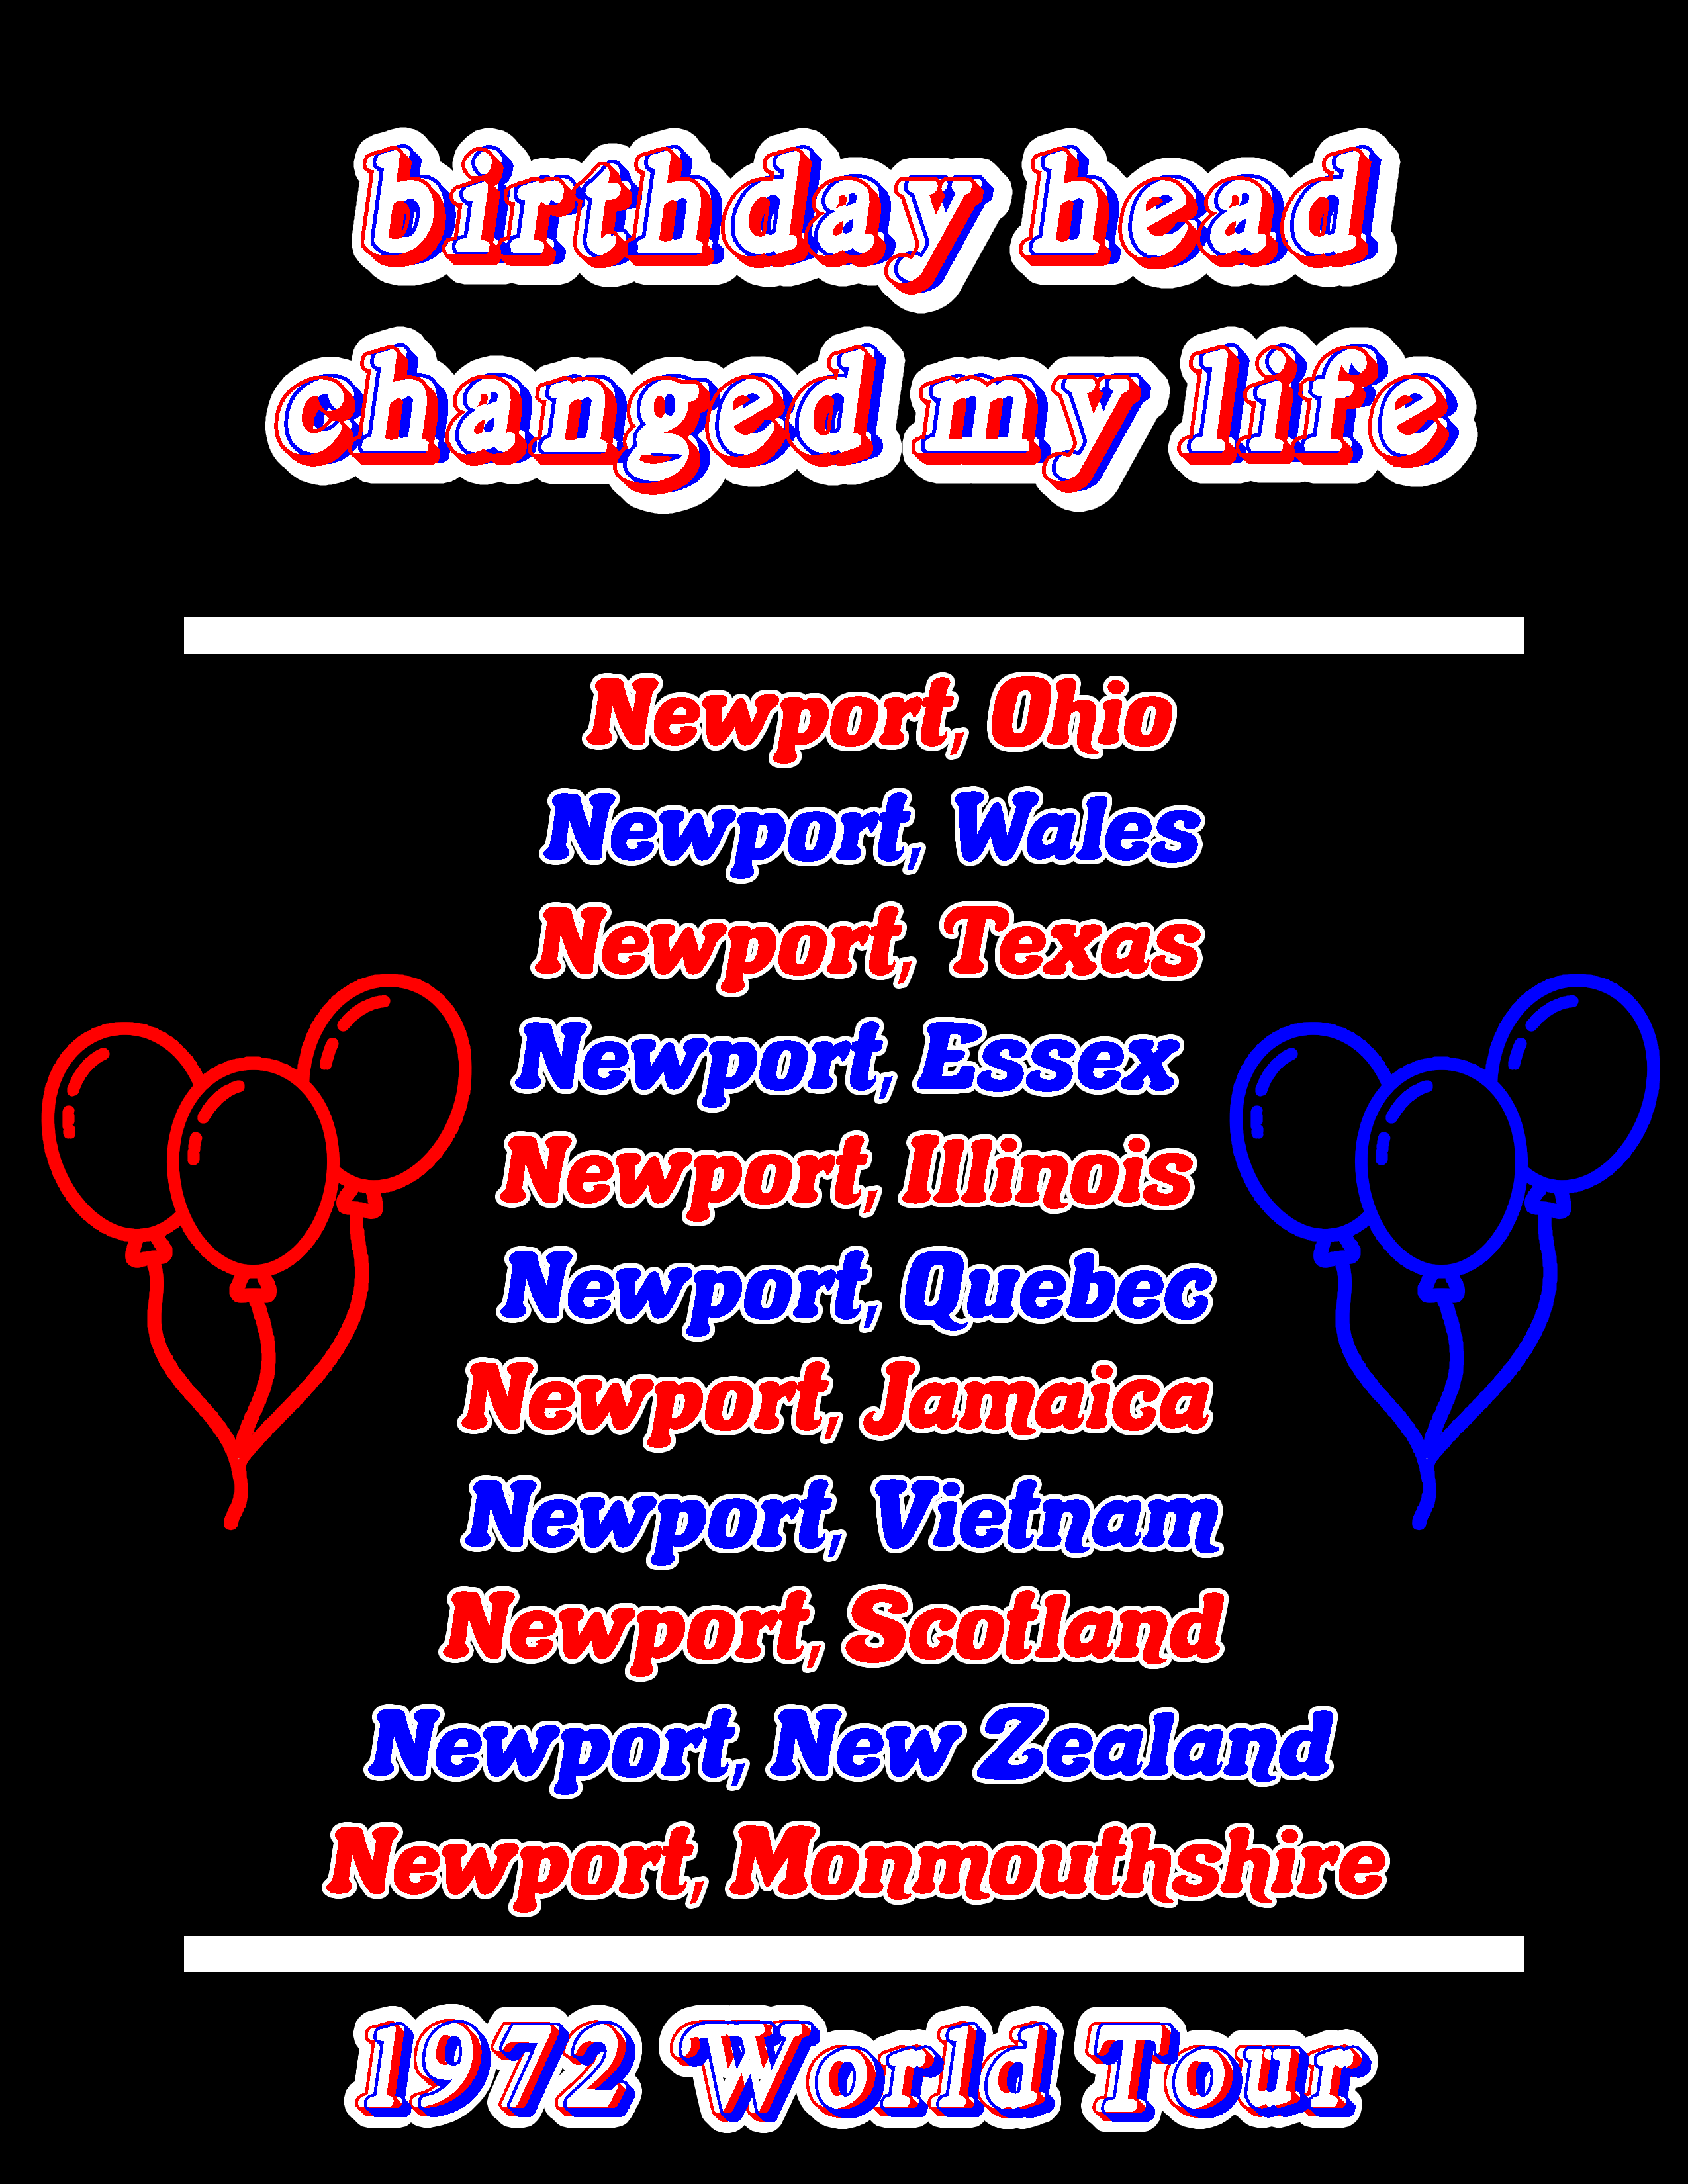 birthday head
changed my life
Newport, Ohio
Newport, Wales
Newport, Texas
Newport, Essex
Newport, Illinois
Newport, Quebec
Newport, Jamaica
Newport, Vietnam
Newport, Scotland
Newport, New Zealand
Newport, Monmouthshire
1972 World Tour